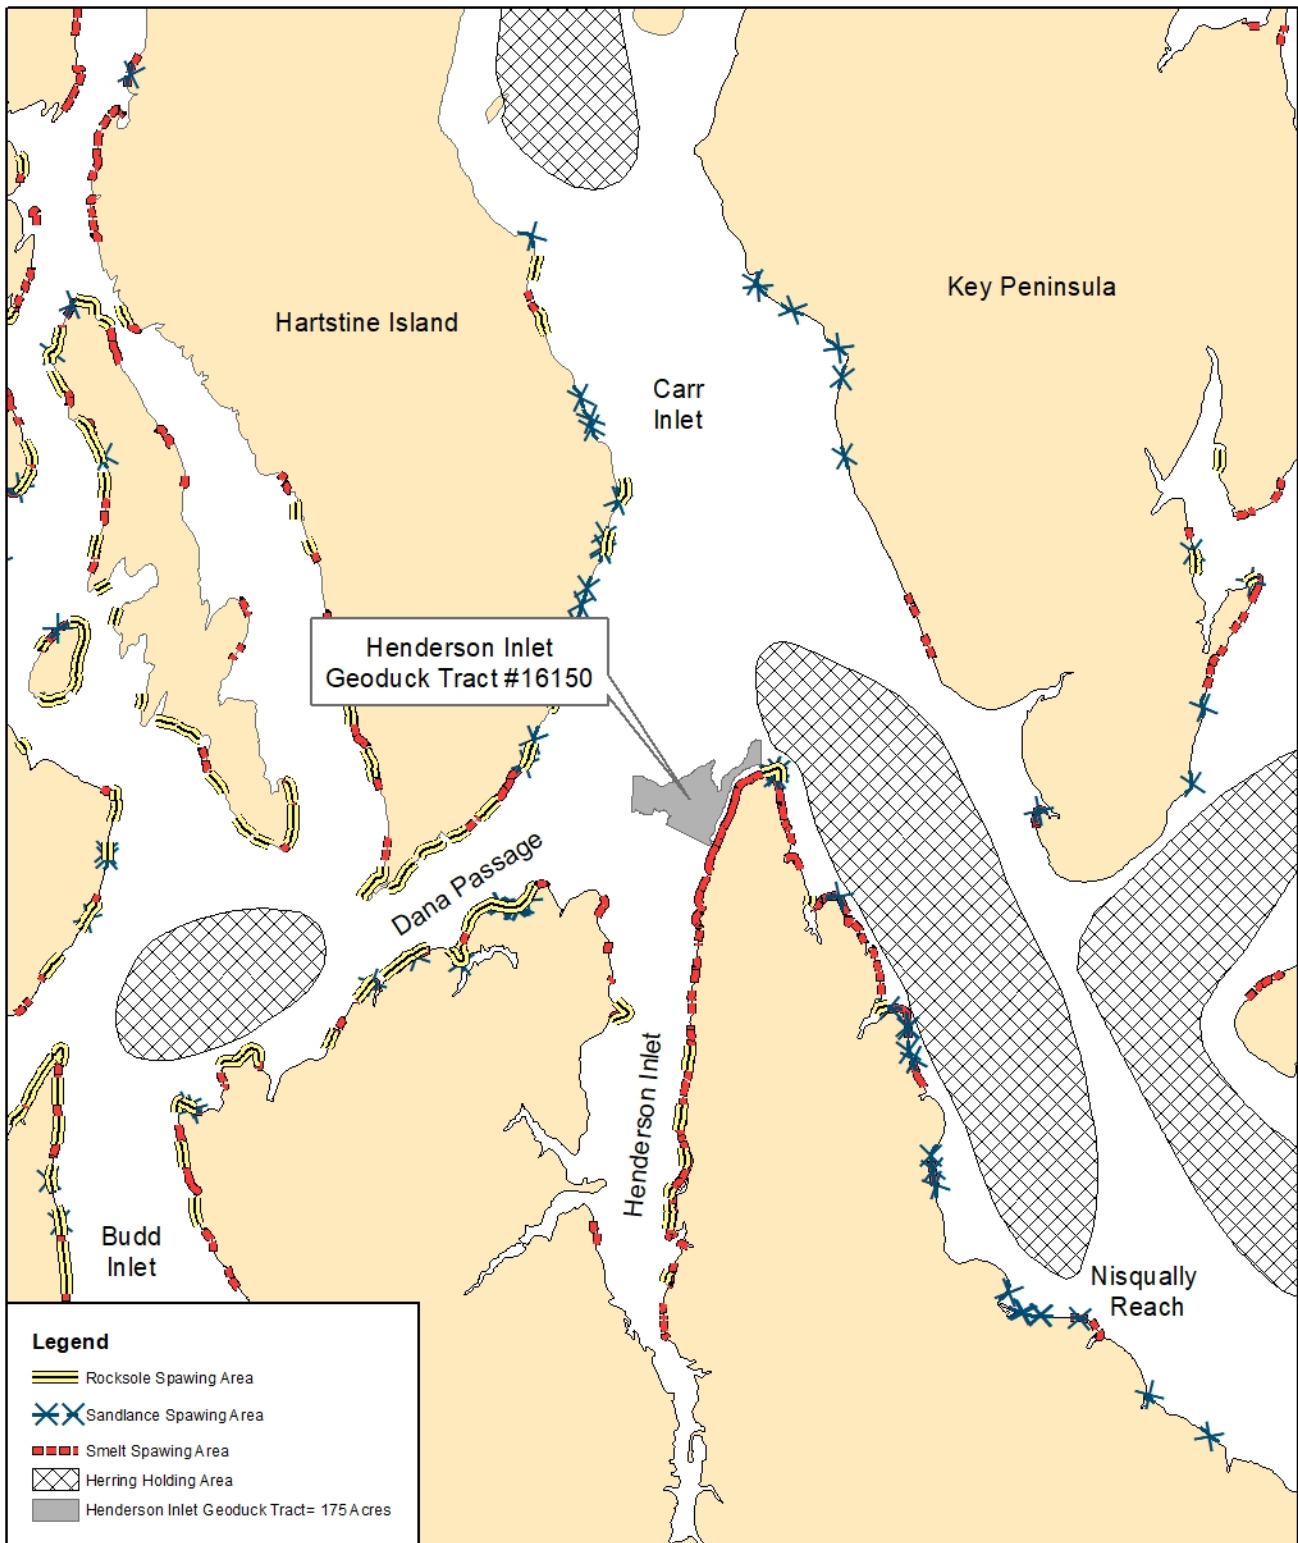 Hartstine Island
Key Peninsula
Carr
Inlet
Henderson Inlet
Geoduck Tract #16150
Dana Passage
Henderson Inlet
Budd
Inlet
Nisqually
Reach
Legend
Rocksole Spawing Area
Sandlance Spawing Area
Smelt Spawing Area
Herring Holding Area
Henderson Inlet Geoduck Tract= 175 Acres